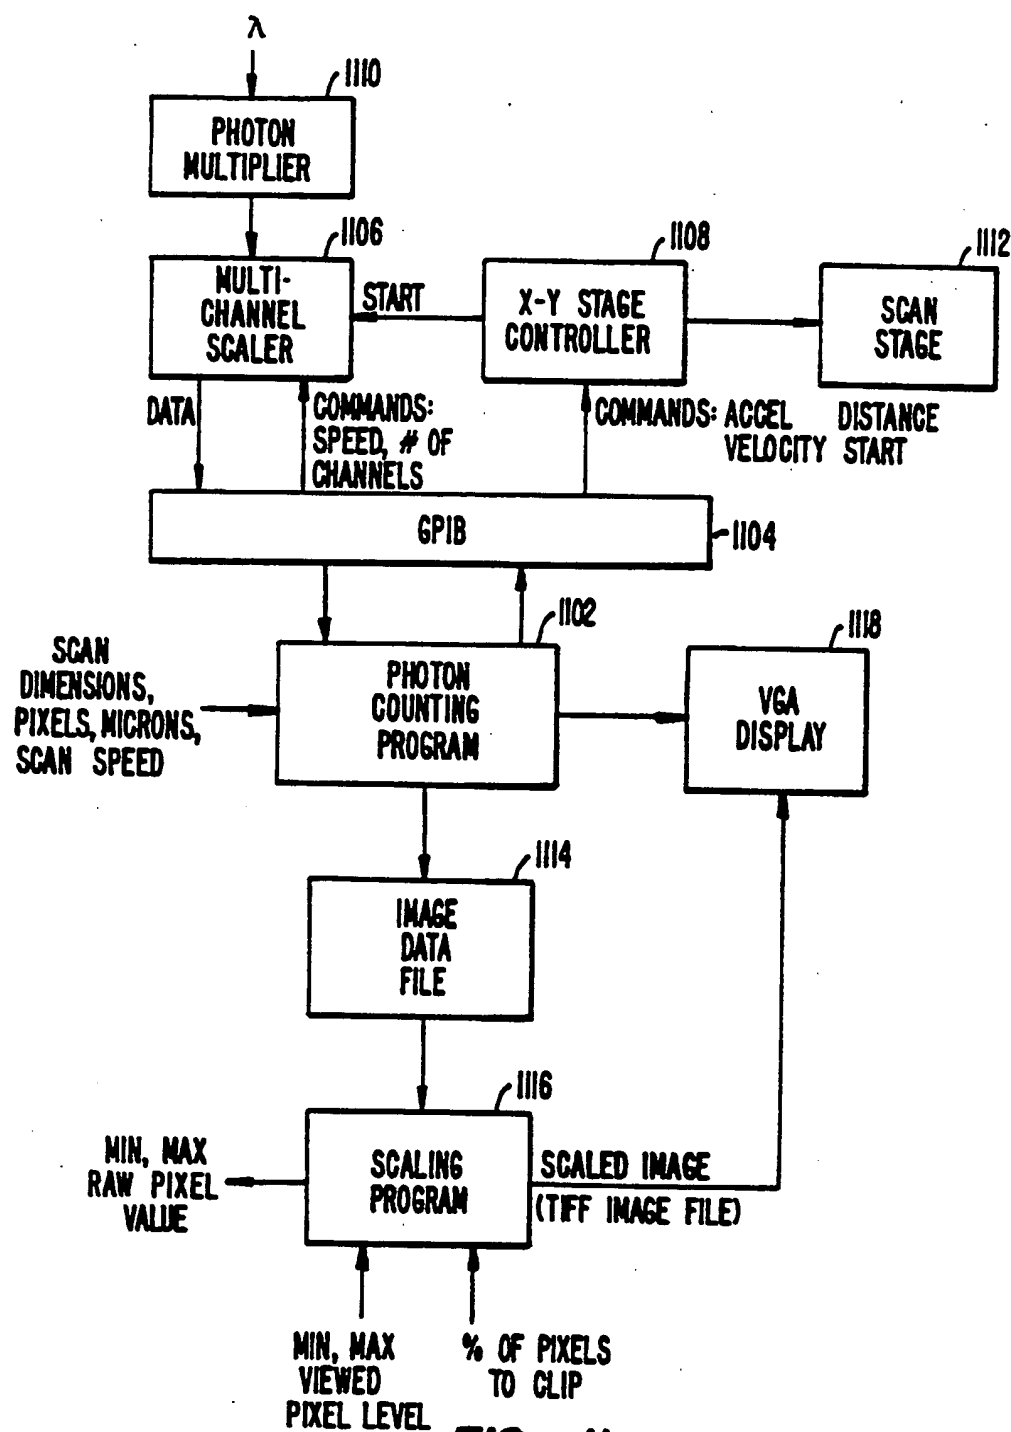 λ
1110
PHOTON
MULTIPLIER
1106
MULTI-
CHANNEL
SCALER
START
1108
X-Y STAGE
CONTROLLER
1112
SCAN
STAGE
DATA
COMMANDS:
SPEED, # OF
CHANNELS
COMMANDS: ACCEL DISTANCE
VELOCITY START
GPIB
1104
1102
PHOTON
COUNTING
PROGRAM
SCAN
DIMENSIONS,
PIXELS, MICRONS,
SCAN SPEED
1118
VGA
DISPLAY
1114
IMAGE
DATA
FILE
1116
SCALING
PROGRAM
MIN, MAX
RAW PIXEL
VALUE
SCALED IMAGE
(TIFF IMAGE FILE)
MIN, MAX
VIEWED
PIXEL LEVEL
% OF PIXELS
TO CLIP